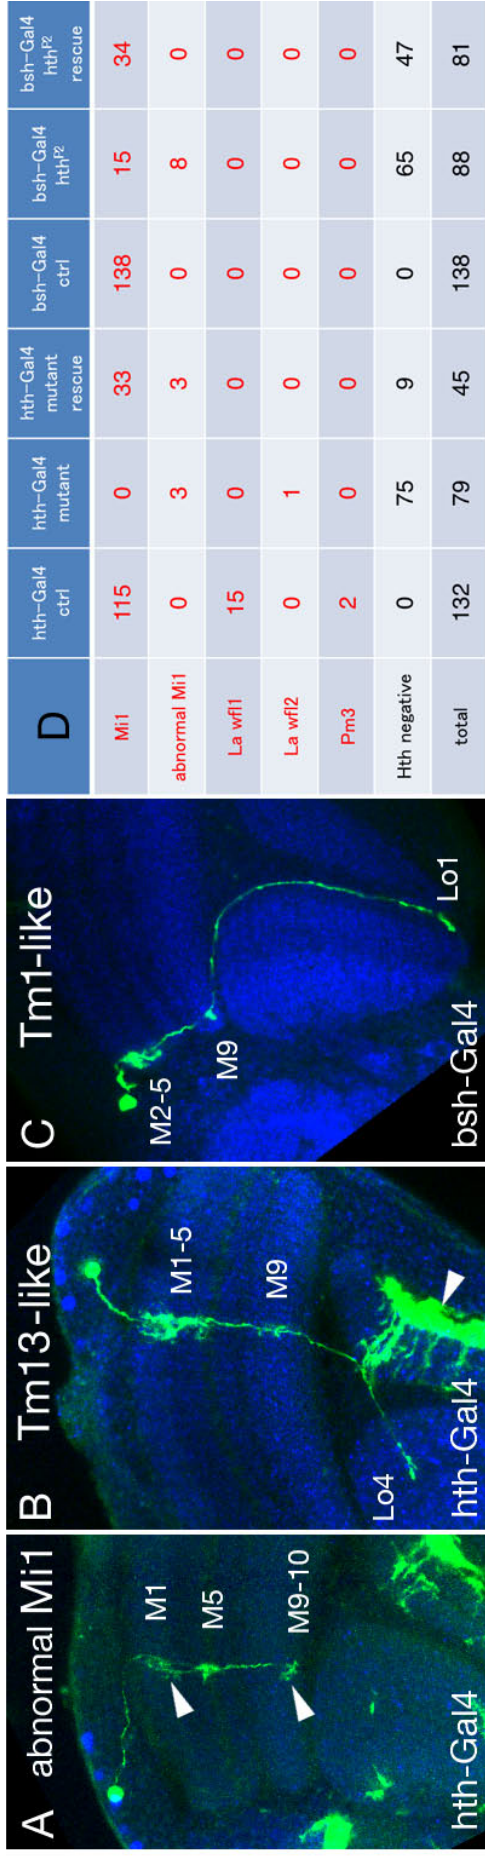 A abnormal Mi1
M1
M5
M9-10
hth-Gal4
B Tm13-like
M1-5
M9
Lo4
hth-Gal4
C Tm1-like
M2-5
M9
Lo1
bsh-Gal4
D hth-Gal4 ctrl hth-Gal4 mutant hth-Gal4 mutant rescue bsh-Gal4 ctrl bsh-Gal4 hth^P2 bsh-Gal4 hth^P2 rescue
Mi1 115 0 33 138 15 34
abnormal Mi1 0 3 3 0 8 0
La wfl1 15 0 0 0 0 0
La wfl2 0 1 0 0 0 0
Pm3 2 0 0 0 0 0
Hth negative 0 75 9 0 65 47
total 132 79 45 138 88 81